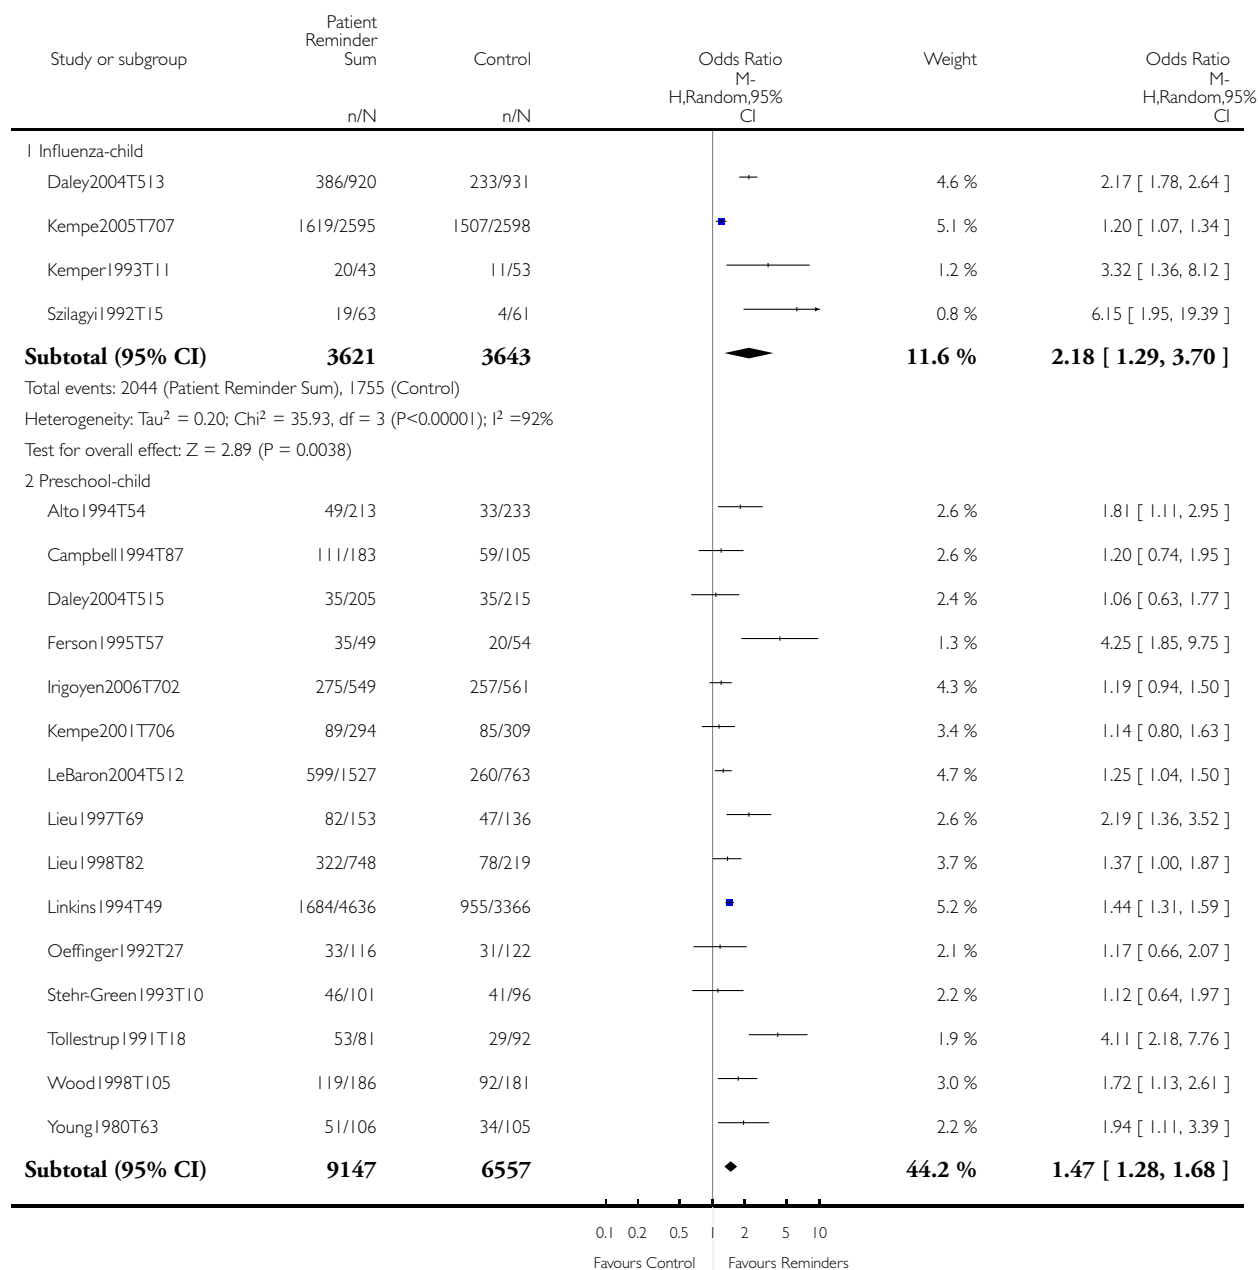 Patient
Reminder
Study or subgroup Sum Control Odds Ratio Weight Odds Ratio
M- M-
H,Random,95% H,Random,95%
n/N n/N CI CI
1 Influenza-child
Daley2004T513 386/920 233/931 4.6 % 2.17 [ 1.78, 2.64 ]
Kempe2005T707 1619/2595 1507/2598 5.1 % 1.20 [ 1.07, 1.34 ]
Kemper1993T11 20/43 11/53 1.2 % 3.32 [ 1.36, 8.12 ]
Szilagyi1992T15 19/63 4/61 0.8 % 6.15 [ 1.95, 19.39 ]
Subtotal (95% CI) 3621 3643 11.6 % 2.18 [ 1.29, 3.70 ]
Total events: 2044 (Patient Reminder Sum), 1755 (Control)
Heterogeneity: Tau² = 0.20; Chi² = 35.93, df = 3 (P<0.00001); I² =92%
Test for overall effect: Z = 2.89 (P = 0.0038)
2 Preschool-child
Alto1994T54 49/213 33/233 2.6 % 1.81 [ 1.11, 2.95 ]
Campbell1994T87 111/183 59/105 2.6 % 1.20 [ 0.74, 1.95 ]
Daley2004T515 35/205 35/215 2.4 % 1.06 [ 0.63, 1.77 ]
Ferson1995T57 35/49 20/54 1.3 % 4.25 [ 1.85, 9.75 ]
Irigoyen2006T702 275/549 257/561 4.3 % 1.19 [ 0.94, 1.50 ]
Kempe2001T706 89/294 85/309 3.4 % 1.14 [ 0.80, 1.63 ]
LeBaron2004T512 599/1527 260/763 4.7 % 1.25 [ 1.04, 1.50 ]
Lieu1997T69 82/153 47/136 2.6 % 2.19 [ 1.36, 3.52 ]
Lieu1998T82 322/748 78/219 3.7 % 1.37 [ 1.00, 1.87 ]
Linkins1994T49 1684/4636 955/3366 5.2 % 1.44 [ 1.31, 1.59 ]
Oeffinger1992T27 33/116 31/122 2.1 % 1.17 [ 0.66, 2.07 ]
Stehr-Green1993T10 46/101 41/96 2.2 % 1.12 [ 0.64, 1.97 ]
Tollestrup1991T18 53/81 29/92 1.9 % 4.11 [ 2.18, 7.76 ]
Wood1998T105 119/186 92/181 3.0 % 1.72 [ 1.13, 2.61 ]
Young1980T63 51/106 34/105 2.2 % 1.94 [ 1.11, 3.39 ]
Subtotal (95% CI) 9147 6557 44.2 % 1.47 [ 1.28, 1.68 ]
0.1 0.2 0.5 1 2 5 10
Favours Control Favours Reminders